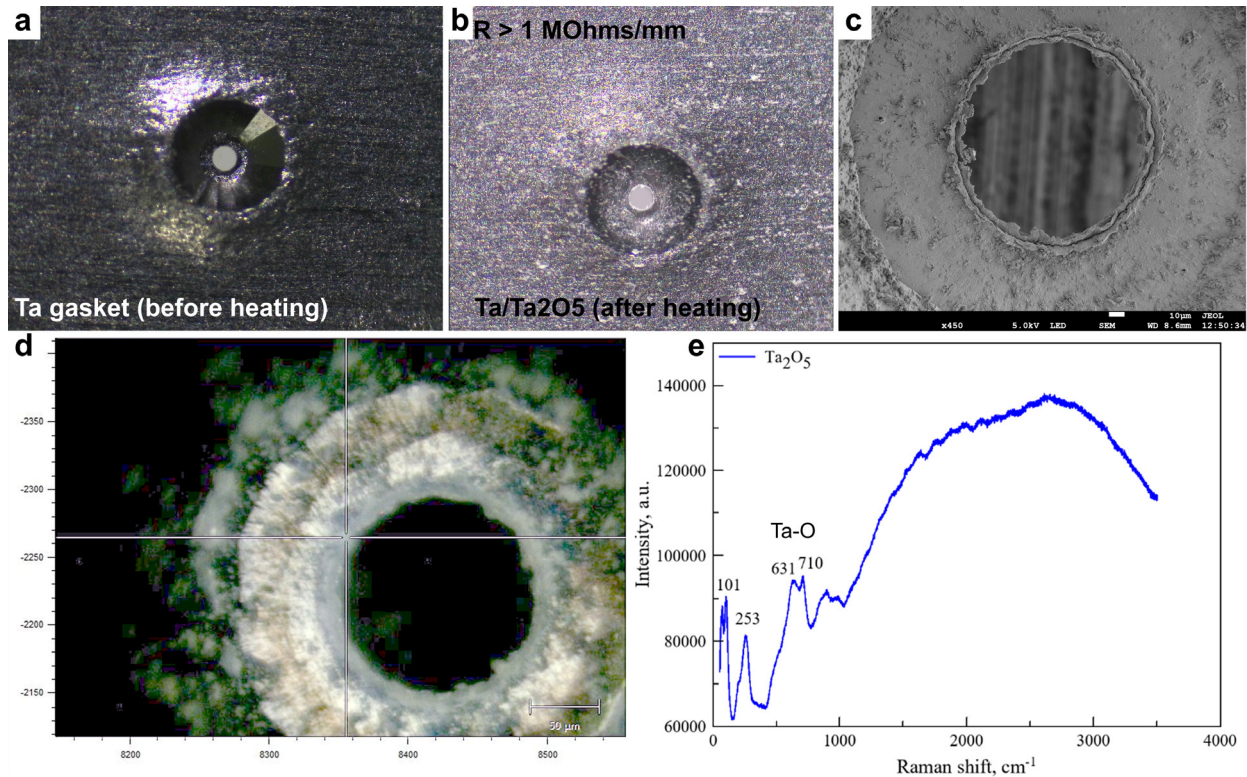 a
Ta gasket (before heating)
b
R > 1 MOhms/mm
Ta/Ta2O5 (after heating)
c
10μm JEOL
x450 5.0kV LED SEM WD 8.6mm 12:50:34
d
-2350
-2300
-2250
-2200
-2150
50 μm
8200 8300 8400 8500
e
Ta₂O₅
140000
120000
100000
80000
60000
Intensity, a.u.
Ta-O
631 710
101
253
0 1000 2000 3000 4000
Raman shift, cm⁻¹